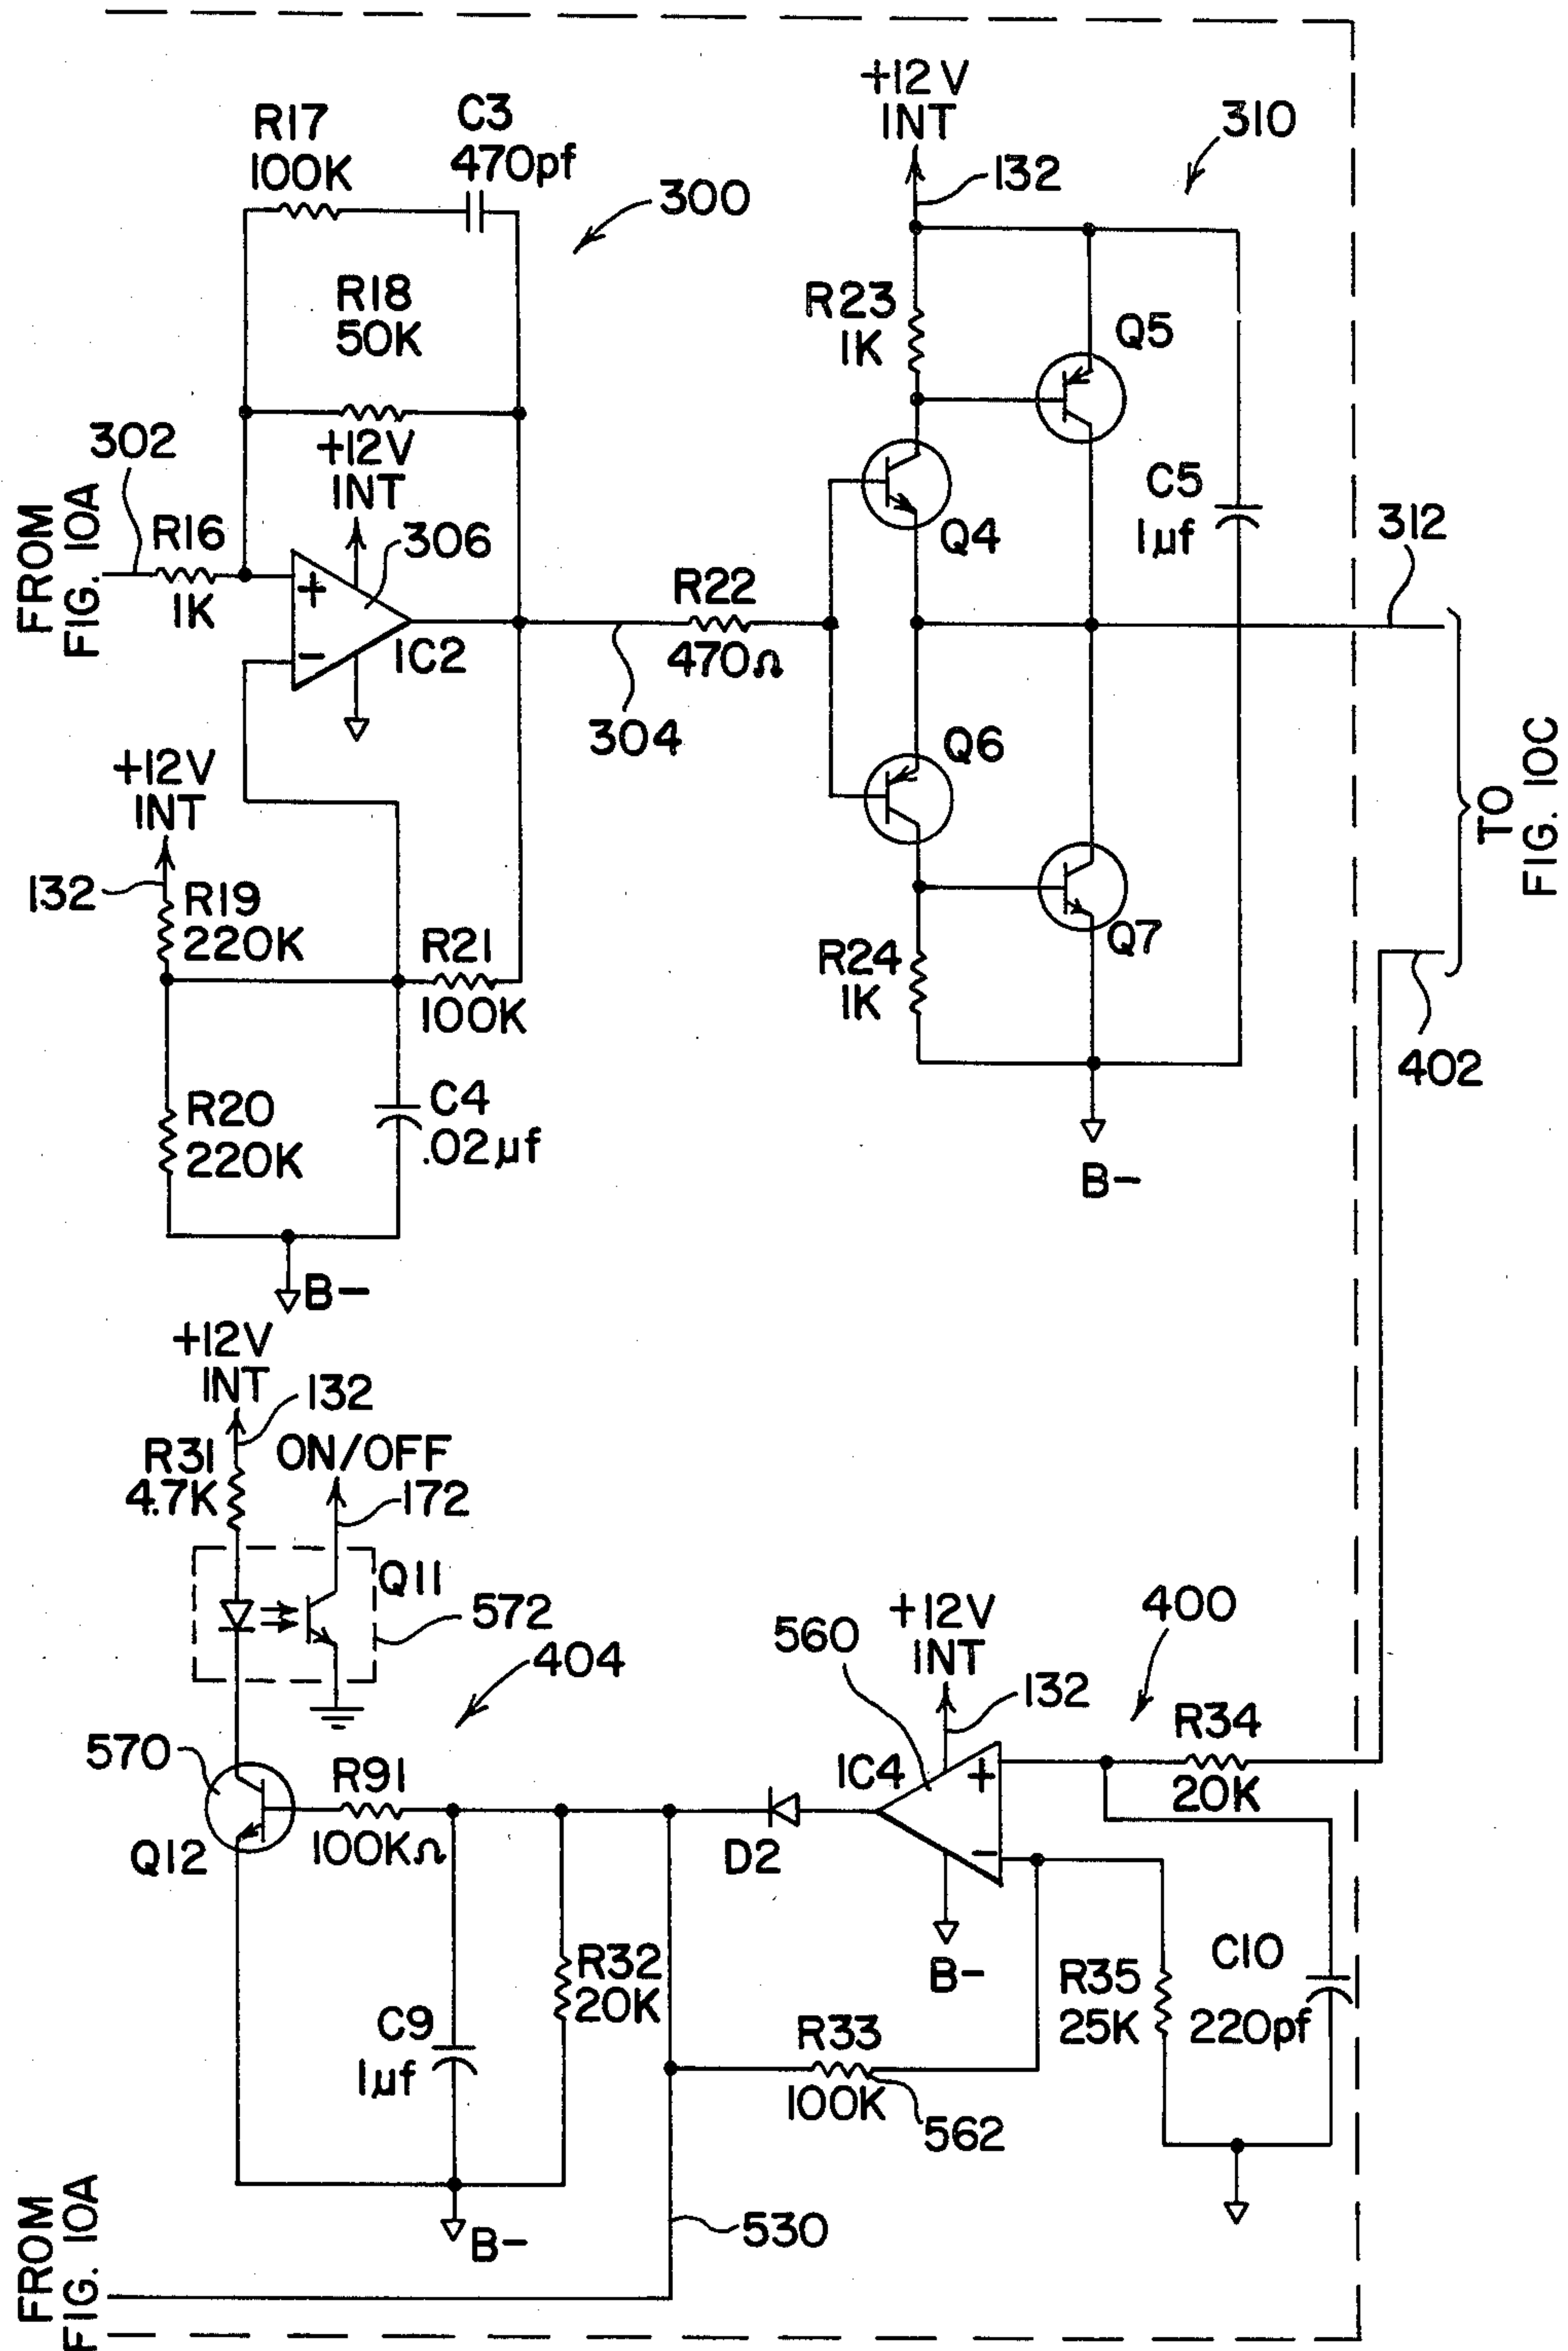 +12V
INT
310
132
R17
100K
C3
470pf
300
R18
50K
R23
1K
Q5
302
+12V
INT
FROM
FIG. 10A
R16
1K
+
-
306
IC2
Q4
C5
1µf
312
R22
470Ω
304
Q6
TO
FIG. 10C
+12V
INT
132
R19
220K
R21
100K
Q7
R24
1K
402
R20
220K
C4
.02µf
B-
B-
+12V
INT
132
R31
4.7K
ON/OFF
172
Q11
572
404
560
+12V
INT
132
400
R34
20K
570
Q12
R91
100KΩ
D2
IC4
+
-
B-
R32
20K
C9
1µf
R35
25K
C10
220pf
R33
100K
562
B-
530
FROM
FIG. 10A